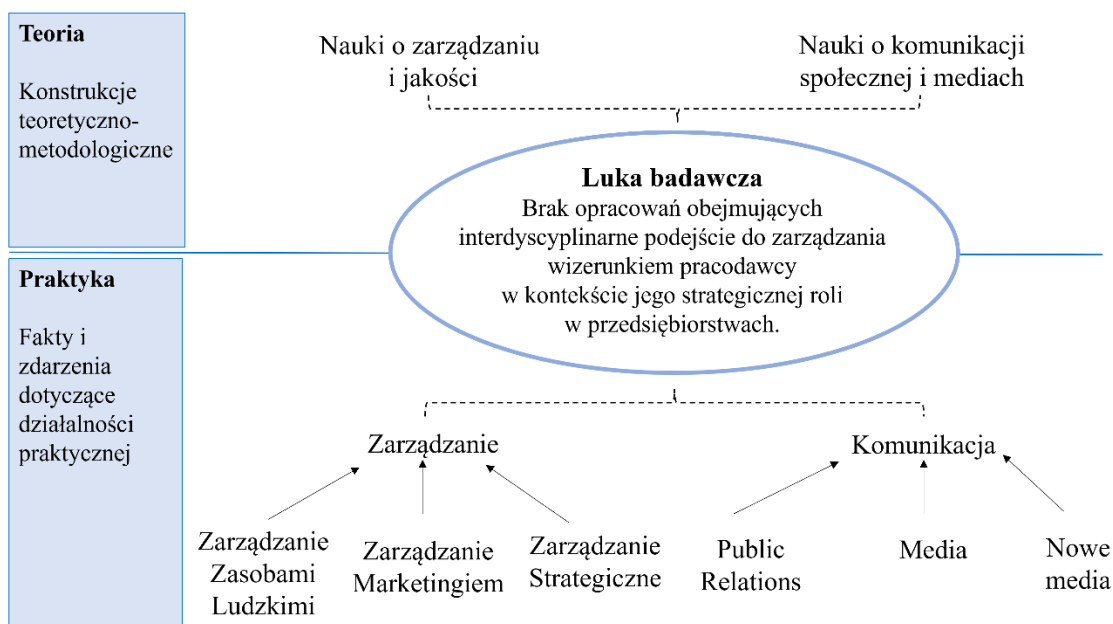 Teoria
Konstrukcje
teoretyczno-
metodologiczne
Nauki o zarządzaniu
i jakości
Nauki o komunikacji
społecznej i mediach
Luka badawcza
Brak opracowań obejmujących
interdyscyplinarne podejście do zarządzania
wizerunkiem pracodawcy
w kontekście jego strategicznej roli
w przedsiębiorstwach.
Praktyka
Fakty i
zdarzenia
dotyczące
działalności
praktycznej
Zarządzanie
Komunikacja
Zarządzanie
Zasobami
Ludzkimi
Zarządzanie
Marketingiem
Zarządzanie
Strategiczne
Public
Relations
Media
Nowe
media